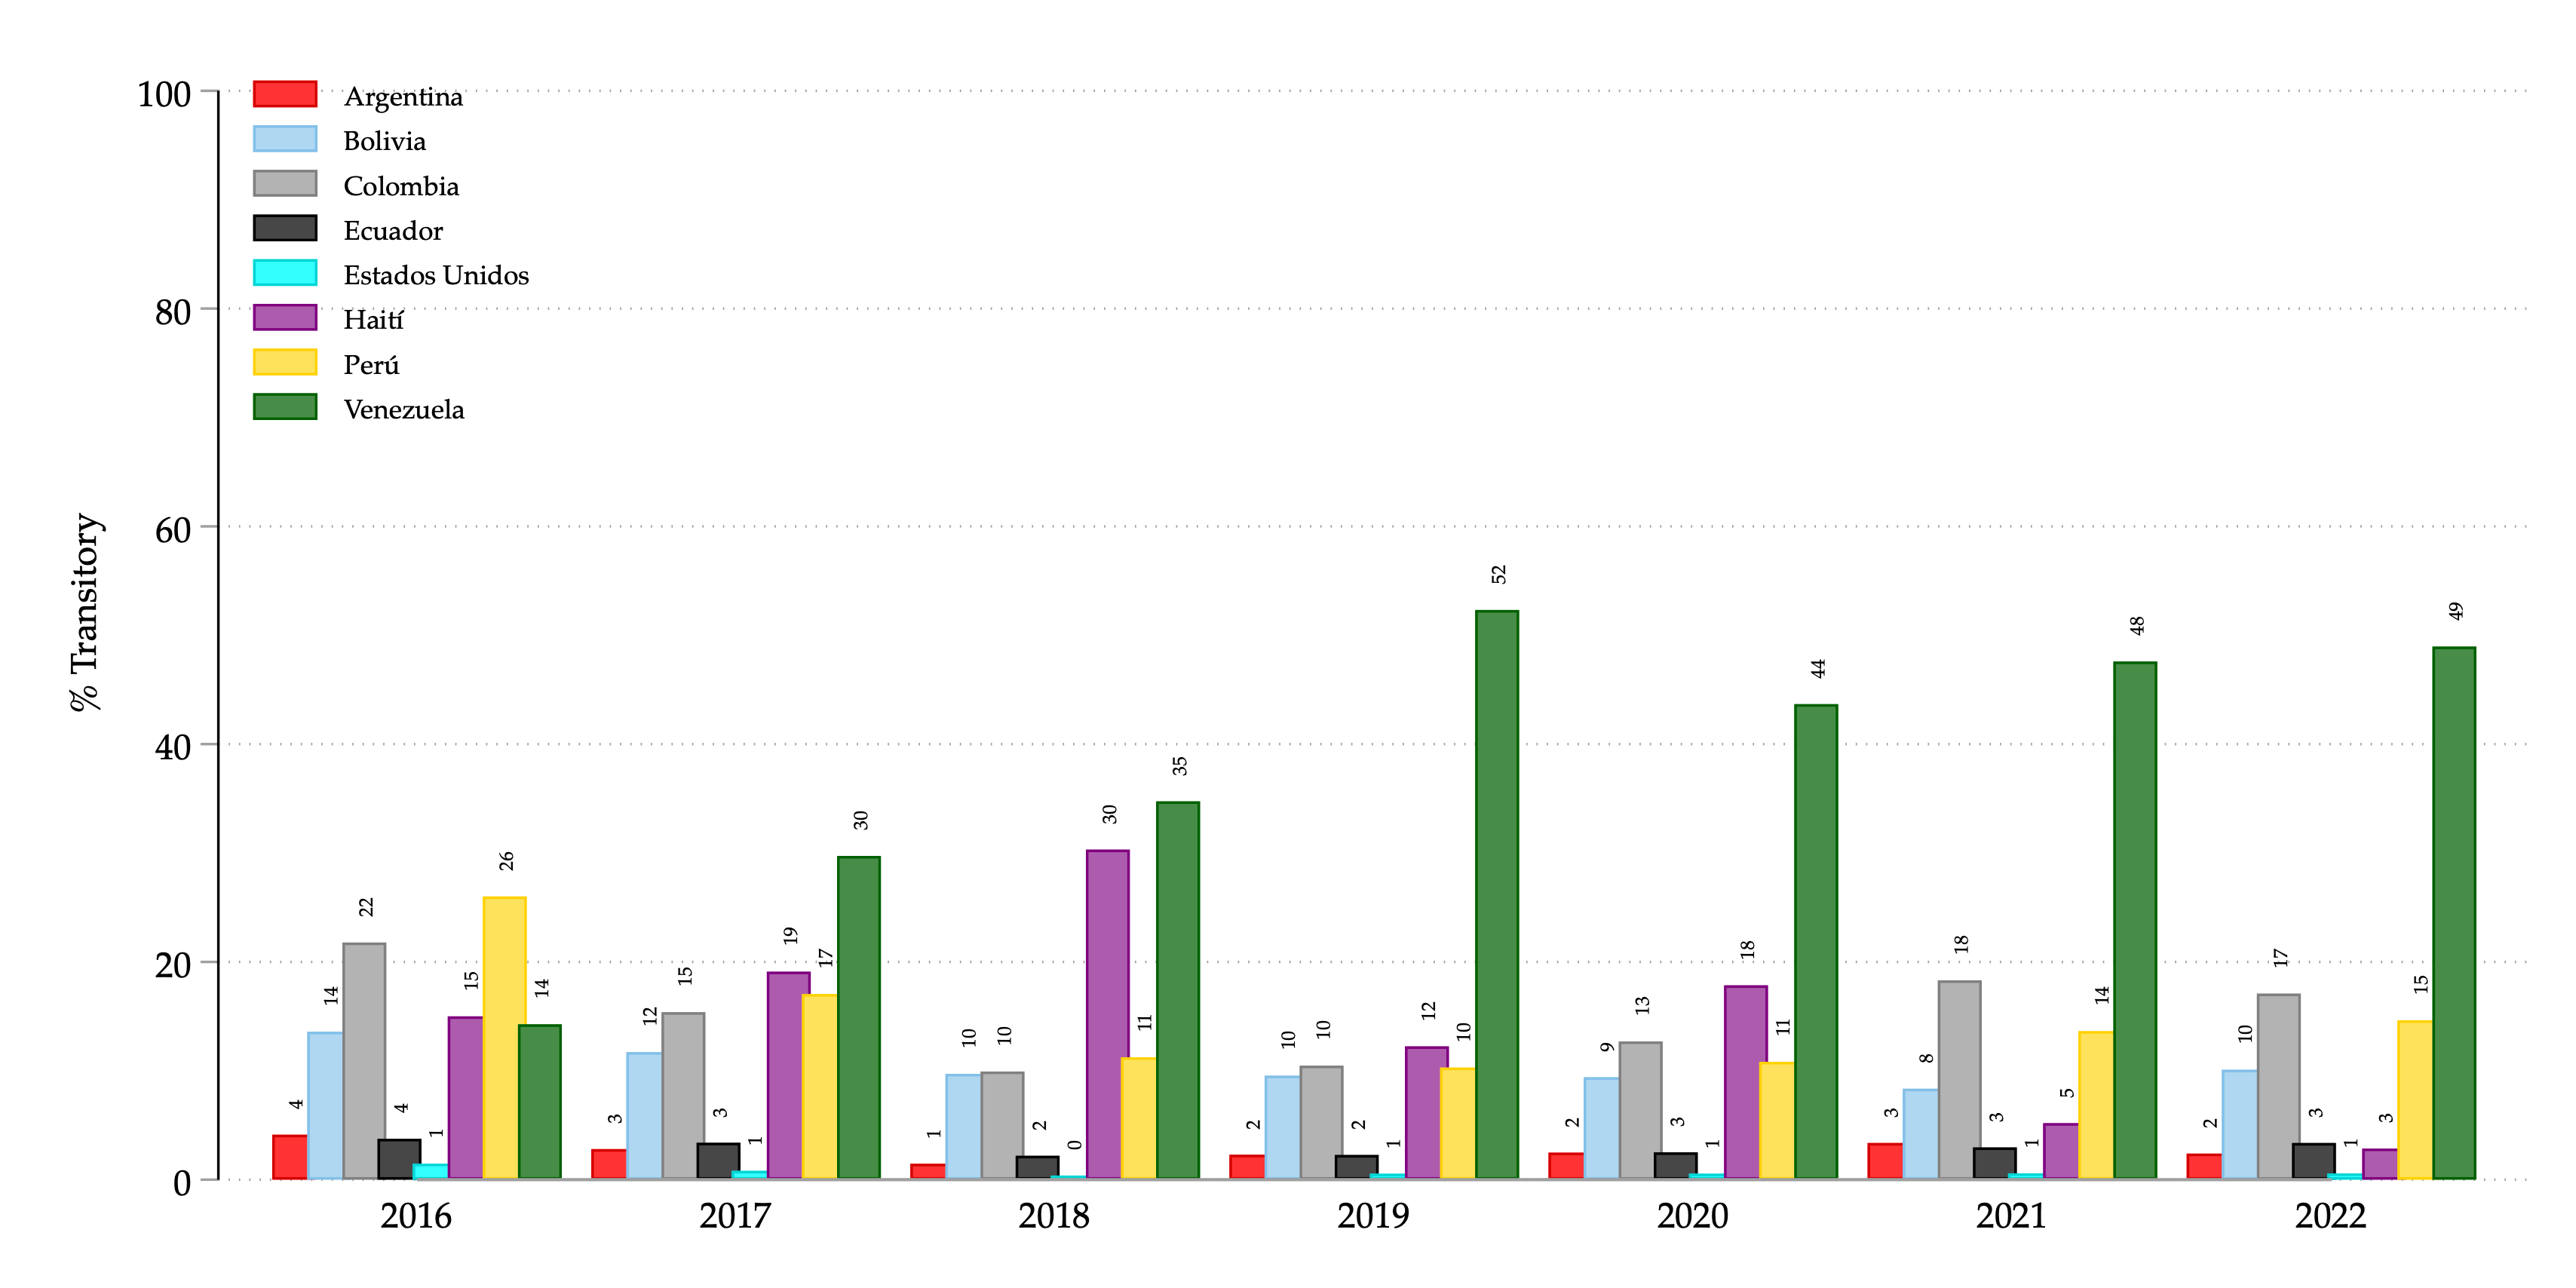 % Transitory
100
80
60
40
20
0
Argentina
Bolivia
Colombia
Ecuador
Estados Unidos
Haití
Perú
Venezuela
4 14 22 4 1 15 26 14
3 12 15 3 1 19 17 30
1 10 10 2 0 30 11 35
2 10 10 2 1 12 10 52
2 9 13 3 1 18 11 44
3 8 18 3 1 5 14 48
2 10 17 3 1 3 15 49
2016 2017 2018 2019 2020 2021 2022